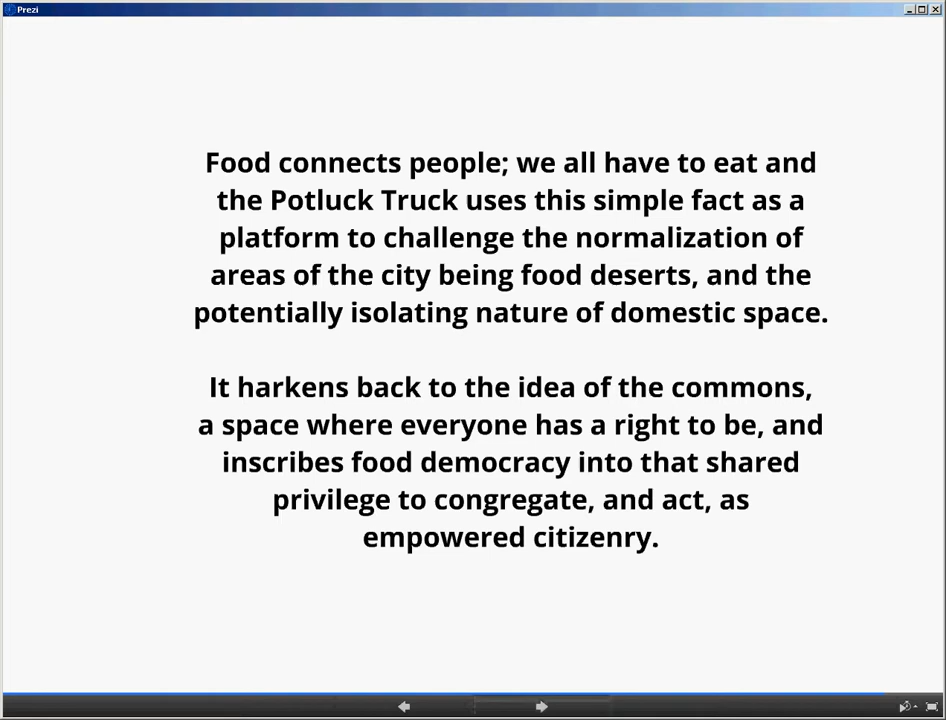 Prezi
Food connects people; we all have to eat and
the Potluck Truck uses this simple fact as a
platform to challenge the normalization of
areas of the city being food deserts, and the
potentially isolating nature of domestic space.
It harkens back to the idea of the commons,
a space where everyone has a right to be, and
inscribes food democracy into that shared
privilege to congregate, and act, as
empowered citizenry.